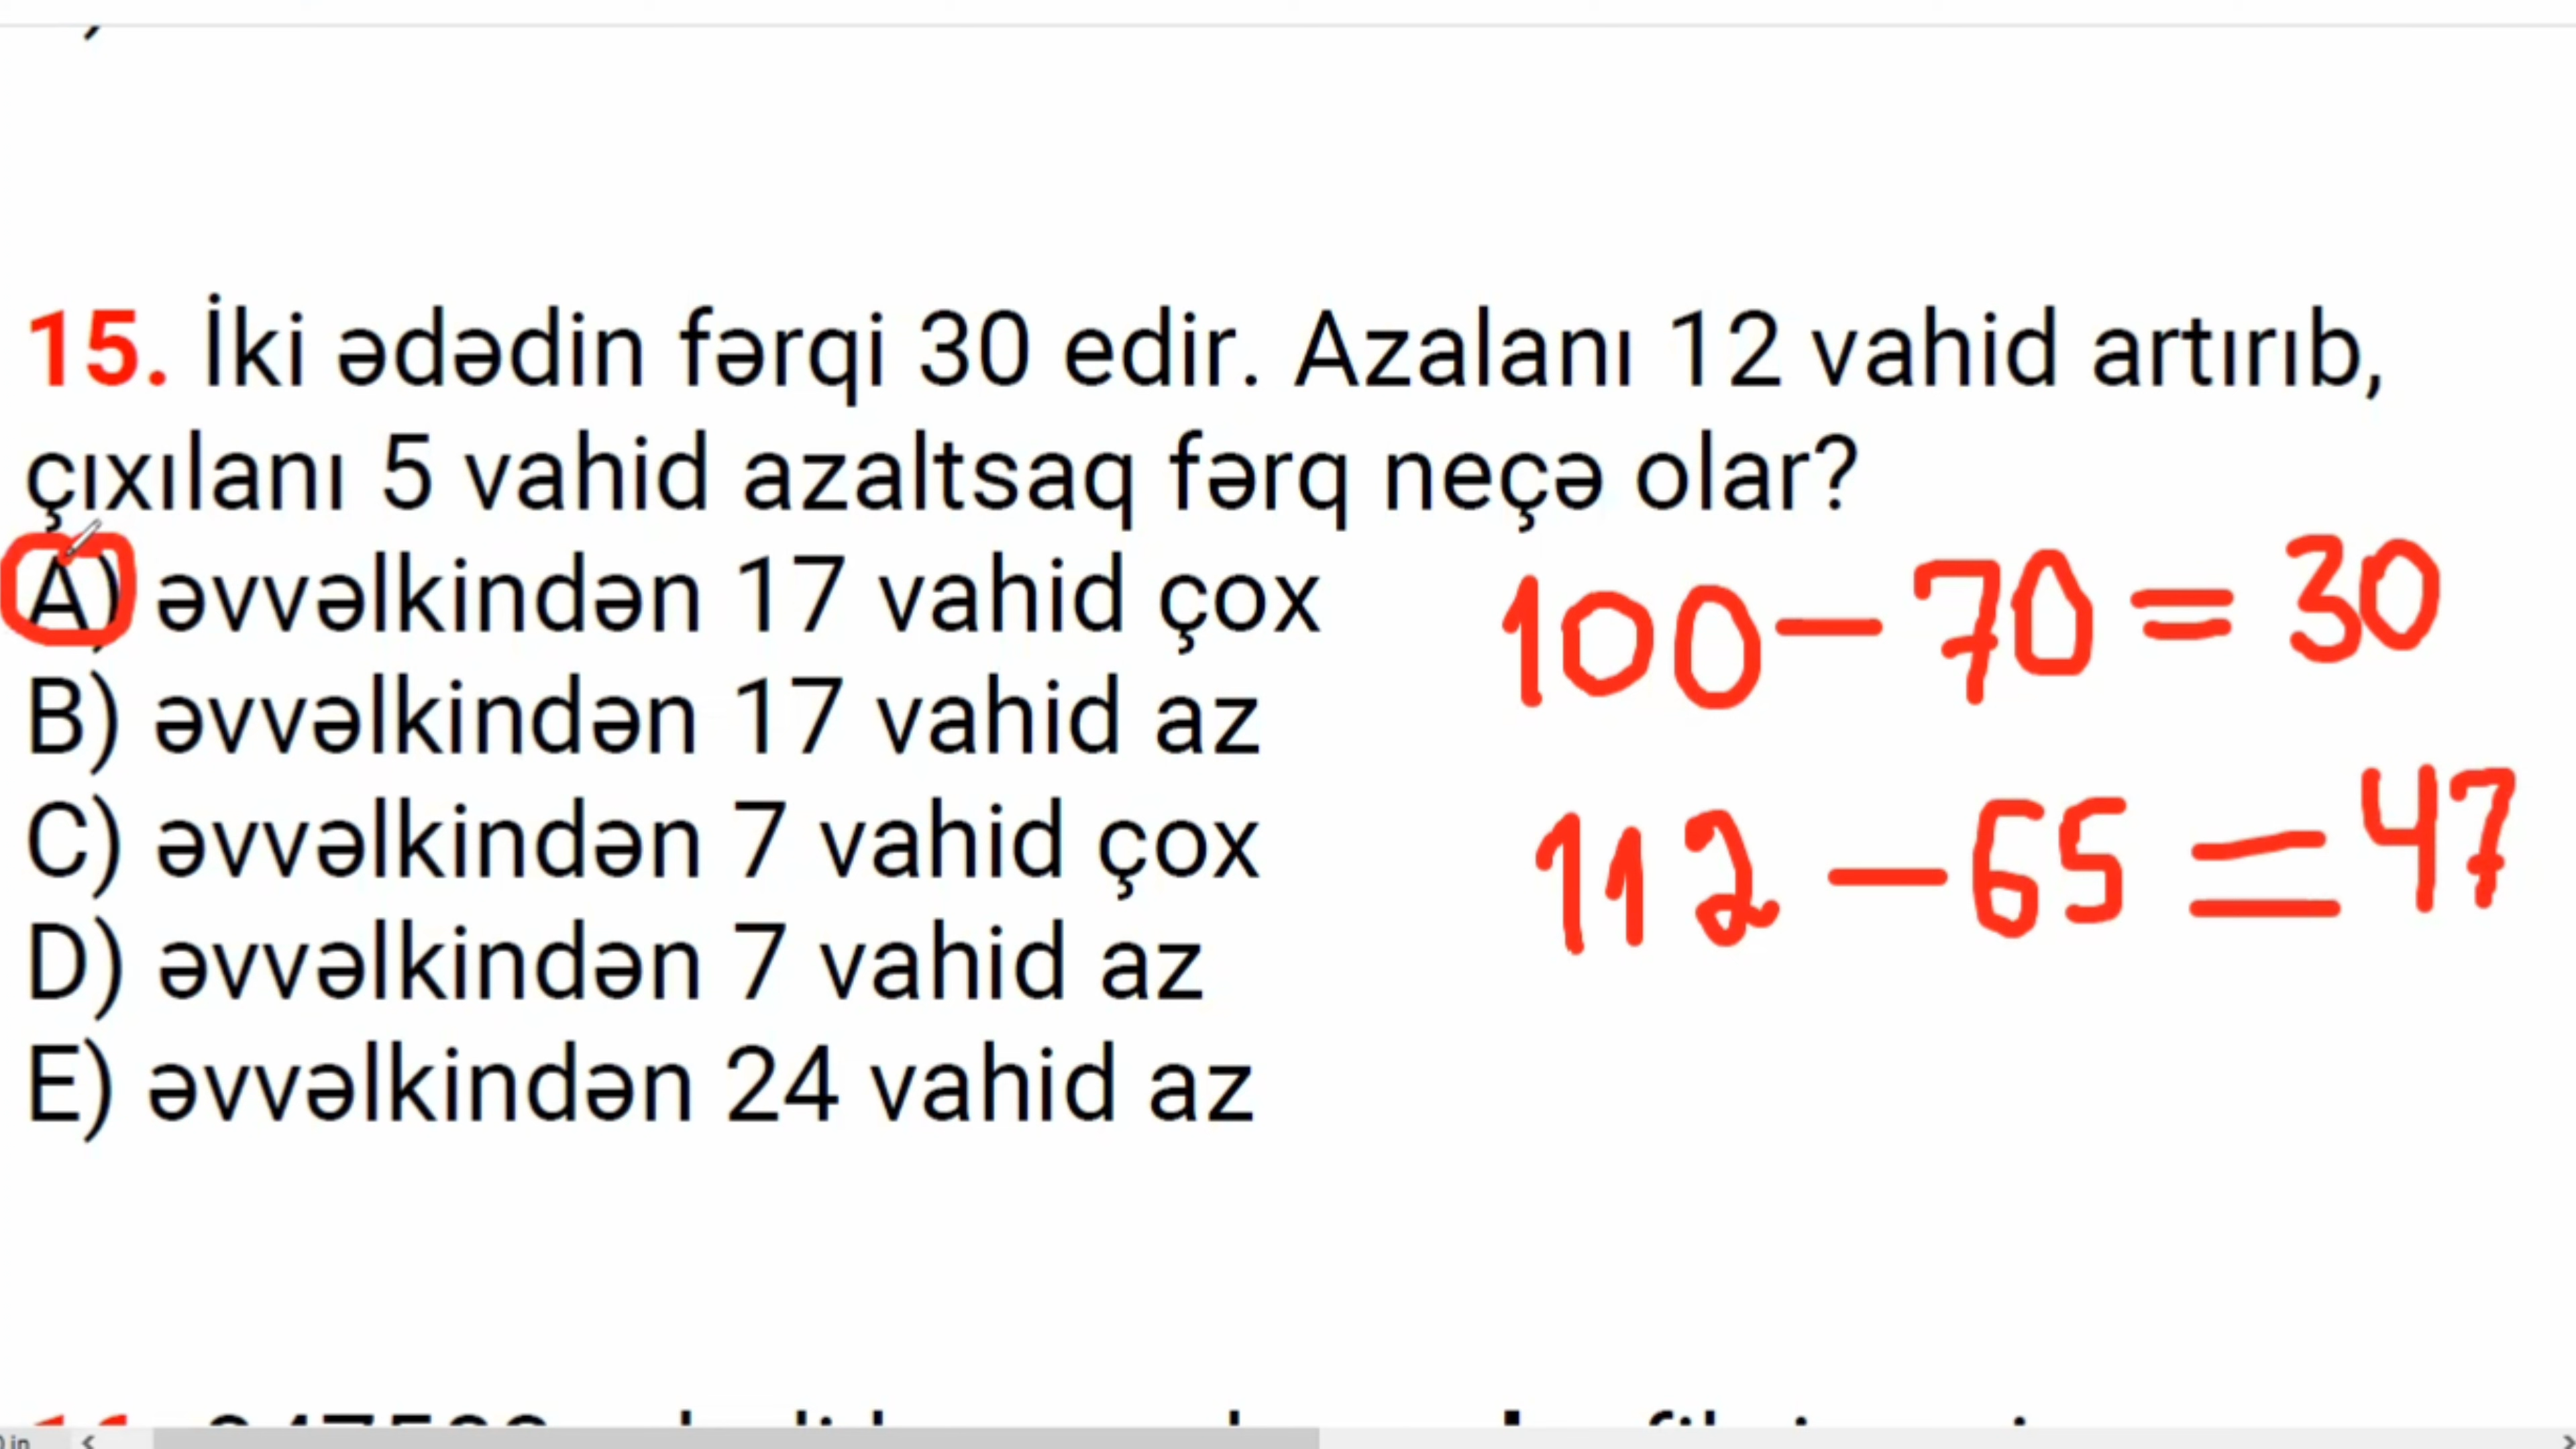 15. İki ədədin fərqi 30 edir. Azalanı 12 vahid artırıb,
çıxılanı 5 vahid azaltsaq fərq neçə olar?
A) əvvəlkindən 17 vahid çox
100 - 70 = 30
B) əvvəlkindən 17 vahid az
C) əvvəlkindən 7 vahid çox
112 - 65 = 47
D) əvvəlkindən 7 vahid az
E) əvvəlkindən 24 vahid az